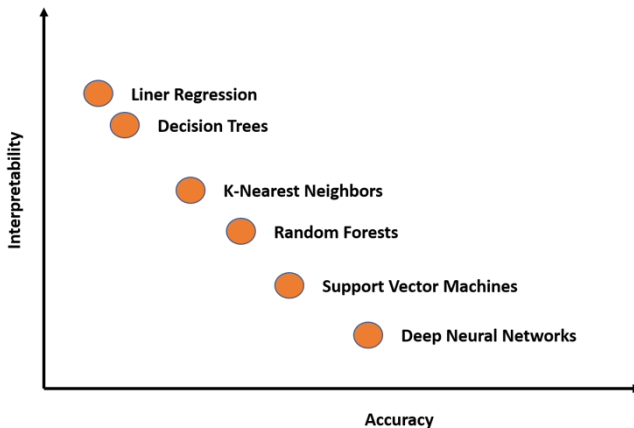 Liner Regression
Decision Trees
K-Nearest Neighbors
Random Forests
Support Vector Machines
Deep Neural Networks
Interpretability
Accuracy